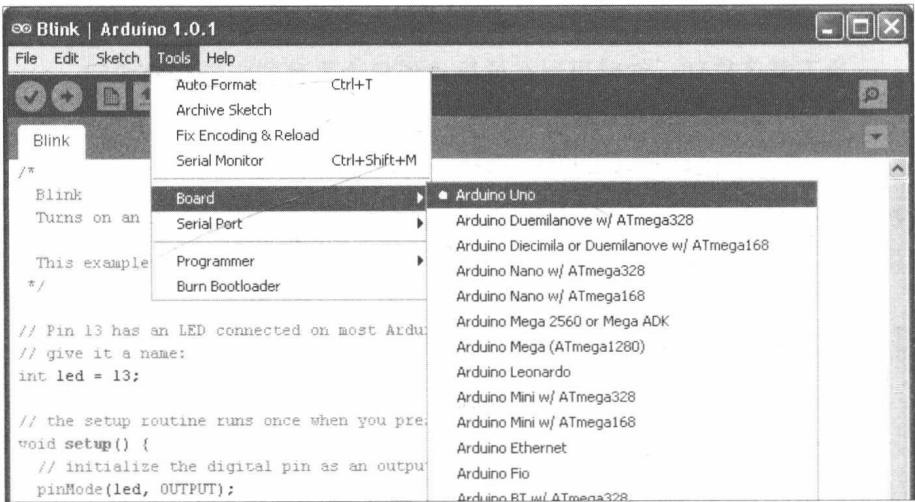 Blink | Arduino 1.0.1
File Edit Sketch Tools Help
Auto Format Ctrl+T
Archive Sketch
Fix Encoding & Reload
Serial Monitor Ctrl+Shift+M
Board
Serial Port
Programmer
Burn Bootloader
Arduino Uno
Arduino Duemilanove w/ ATmega328
Arduino Diecimila or Duemilanove w/ ATmega168
Arduino Nano w/ ATmega328
Arduino Nano w/ ATmega168
Arduino Mega 2560 or Mega ADK
Arduino Mega (ATmega1280)
Arduino Leonardo
Arduino Mini w/ ATmega328
Arduino Mini w/ ATmega168
Arduino Ethernet
Arduino Fio
Arduino BT w/ ATmega328
Blink
/*
Blink
Turns on an
This example
*/
// Pin 13 has an LED connected on most Ardu
// give it a name:
int led = 13;
// the setup routine runs once when you pre
void setup() {
// initialize the digital pin as an outpu
pinMode(led, OUTPUT);